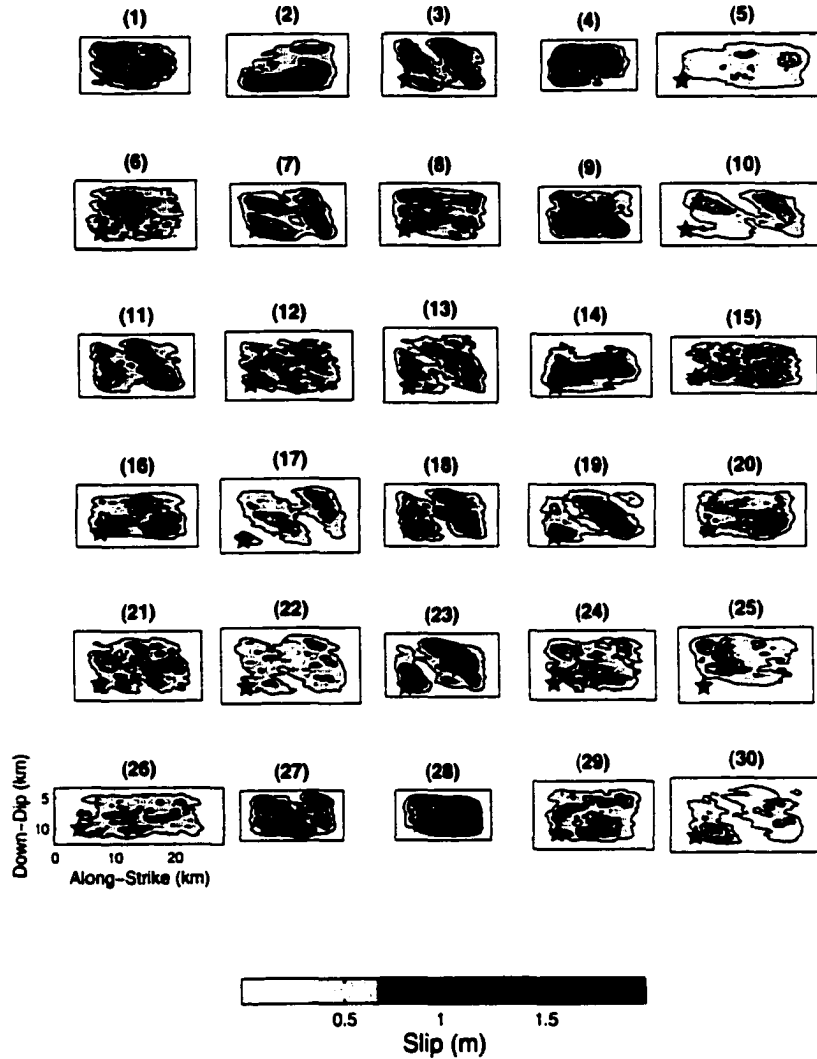 (1) (2) (3) (4) (5)
(6) (7) (8) (9) (10)
(11) (12) (13) (14) (15)
(16) (17) (18) (19) (20)
(21) (22) (23) (24) (25)
(26) (27) (28) (29) (30)
Down-Dip (km)
5
10
0 10 20
Along-Strike (km)
0.5 1 1.5
Slip (m)